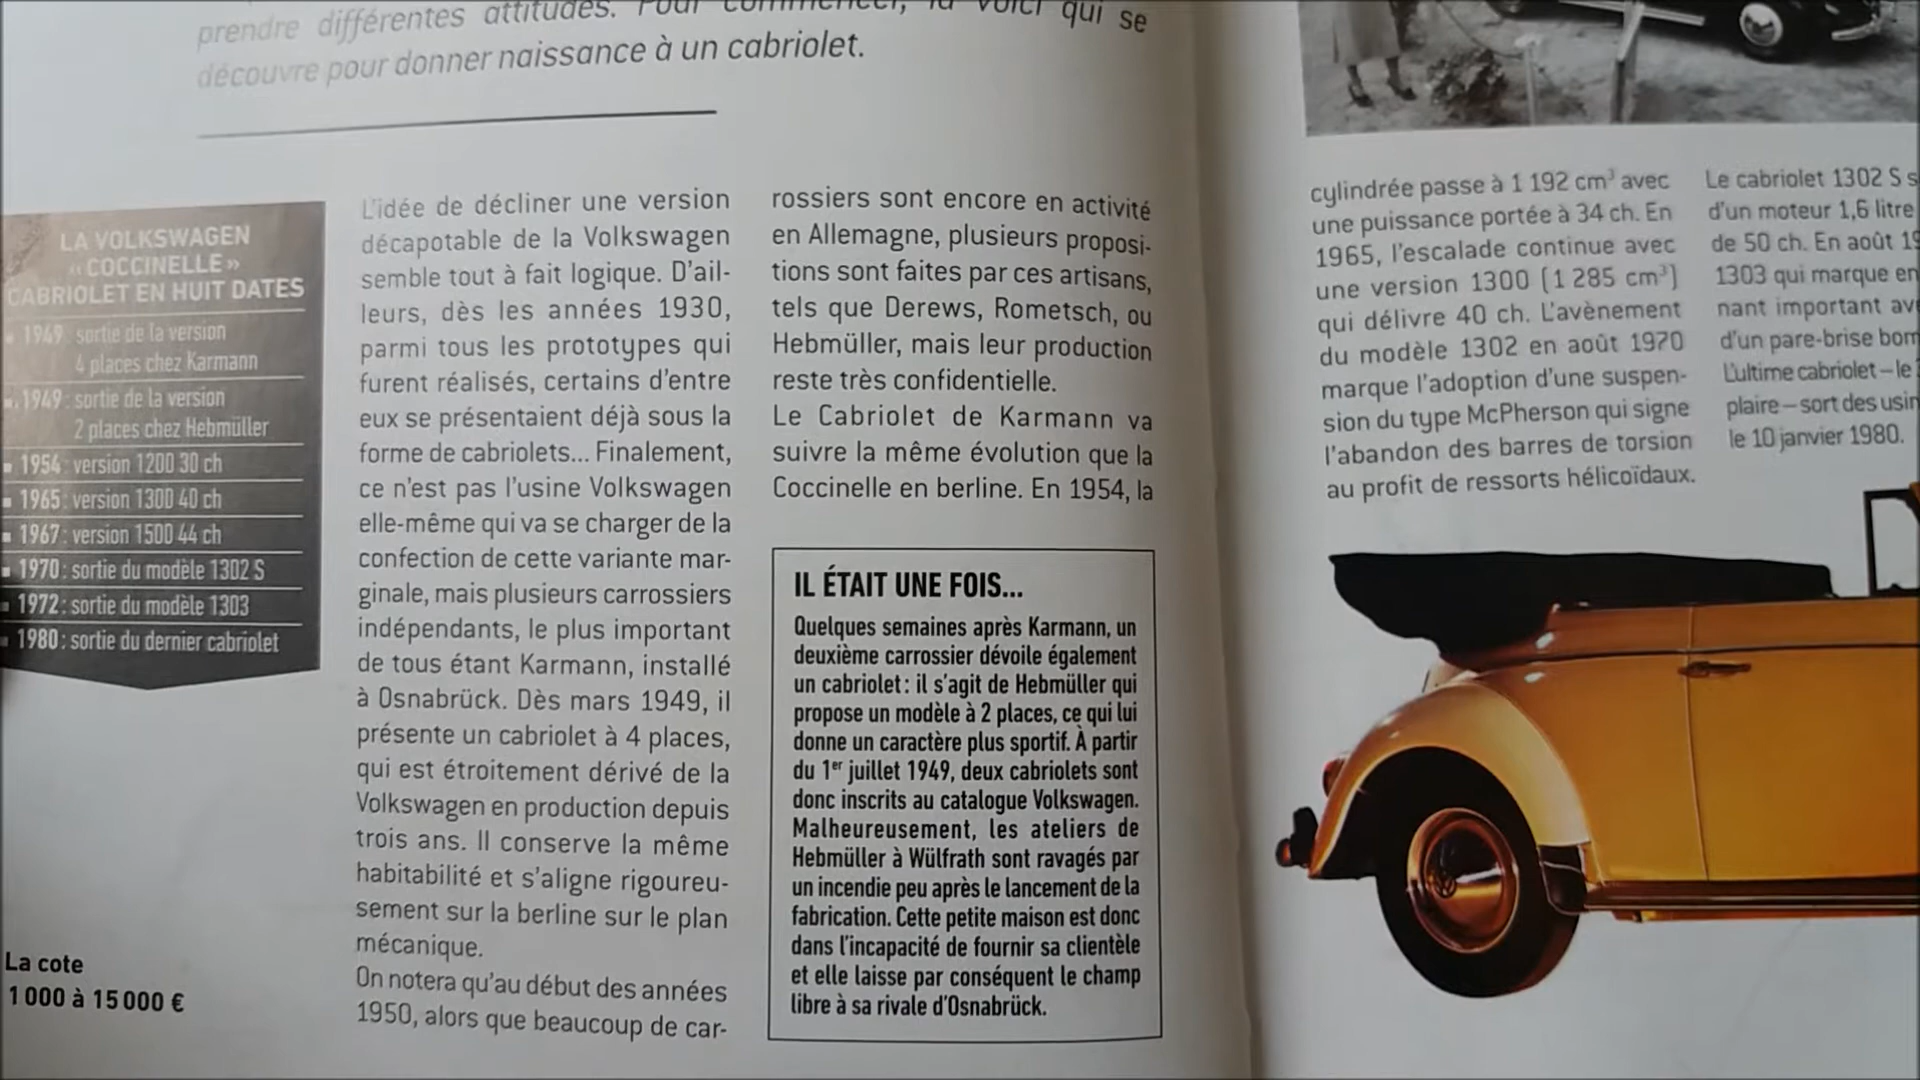 prendre différentes attitudes. Pour commencer, la voici qui se
découvre pour donner naissance à un cabriolet.
LA VOLKSWAGEN
« COCCINELLE »
CABRIOLET EN HUIT DATES
1949 : sortie de la version
4 places chez Karmann
1949 : sortie de la version
2 places chez Hebmüller
1954 : version 1200 30 ch
1965 : version 1300 40 ch
1967 : version 1500 44 ch
1970 : sortie du modèle 1302 S
1972 : sortie du modèle 1303
1980 : sortie du dernier cabriolet
La cote
1 000 à 15 000 €
L'idée de décliner une version
décapotable de la Volkswagen
semble tout à fait logique. D'ail-
leurs, dès les années 1930,
parmi tous les prototypes qui
furent réalisés, certains d'entre
eux se présentaient déjà sous la
forme de cabriolets... Finalement,
ce n'est pas l'usine Volkswagen
elle-même qui va se charger de la
confection de cette variante mar-
ginale, mais plusieurs carrossiers
indépendants, le plus important
de tous étant Karmann, installé
à Osnabrück. Dès mars 1949, il
présente un cabriolet à 4 places,
qui est étroitement dérivé de la
Volkswagen en production depuis
trois ans. Il conserve la même
habitabilité et s'aligne rigoureu-
sement sur la berline sur le plan
mécanique.
On notera qu'au début des années
1950, alors que beaucoup de car-
rossiers sont encore en activité
en Allemagne, plusieurs proposi-
tions sont faites par ces artisans,
tels que Derews, Rometsch, ou
Hebmüller, mais leur production
reste très confidentielle.
Le Cabriolet de Karmann va
suivre la même évolution que la
Coccinelle en berline. En 1954, la
IL ÉTAIT UNE FOIS...
Quelques semaines après Karmann, un
deuxième carrossier dévoile également
un cabriolet : il s'agit de Hebmüller qui
propose un modèle à 2 places, ce qui lui
donne un caractère plus sportif. À partir
du 1er juillet 1949, deux cabriolets sont
donc inscrits au catalogue Volkswagen.
Malheureusement, les ateliers de
Hebmüller à Wülfrath sont ravagés par
un incendie peu après le lancement de la
fabrication. Cette petite maison est donc
dans l'incapacité de fournir sa clientèle
et elle laisse par conséquent le champ
libre à sa rivale d'Osnabrück.
cylindrée passe à 1 192 cm³ avec
une puissance portée à 34 ch. En
1965, l'escalade continue avec
une version 1300 (1 285 cm³)
qui délivre 40 ch. L'avènement
du modèle 1302 en août 1970
marque l'adoption d'une suspen-
sion du type McPherson qui signe
l'abandon des barres de torsion
au profit de ressorts hélicoïdaux.
Le cabriolet 1302 S s
d'un moteur 1,6 litre
de 50 ch. En août 19
1303 qui marque en
nant important av
d'un pare-brise bom
L'ultime cabriolet – le
plaire – sort des usin
le 10 janvier 1980.